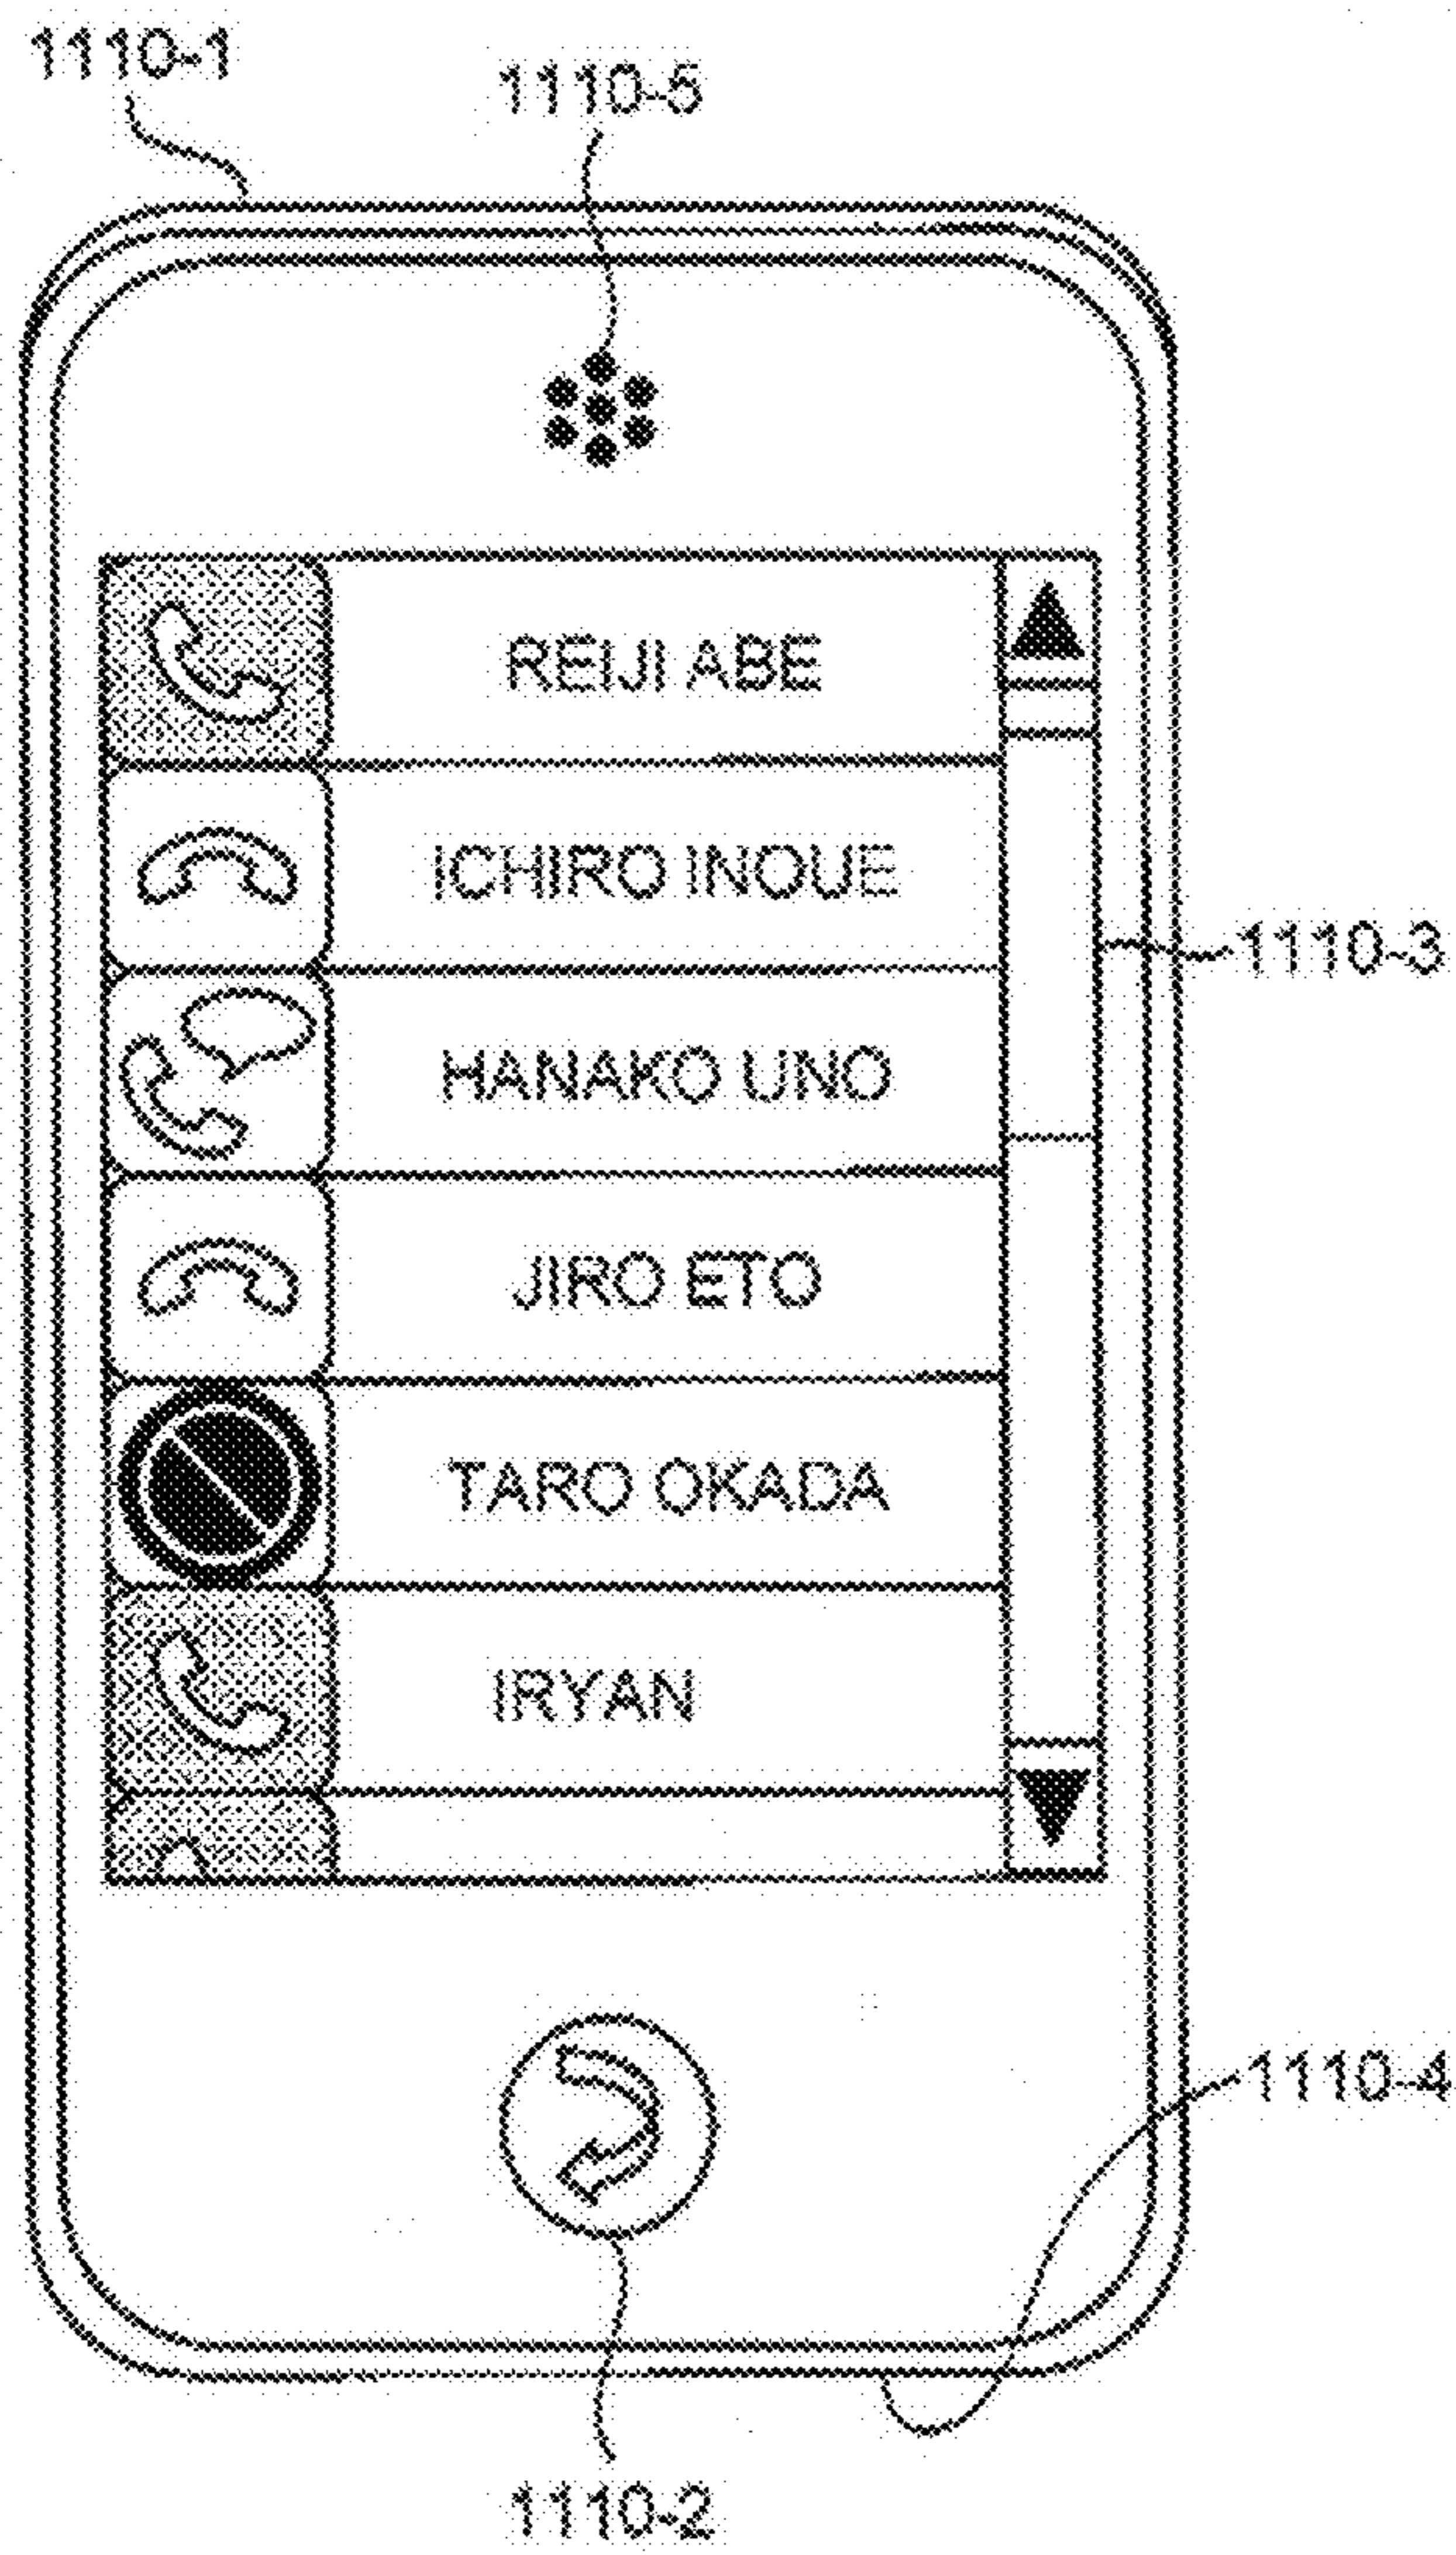 1110-1
1110-5
REIJI ABE
ICHIRO INOUE
1110-3
HANAKO UNO
JIRO ETO
TARO OKADA
IRYAN
1110-4
1110-2